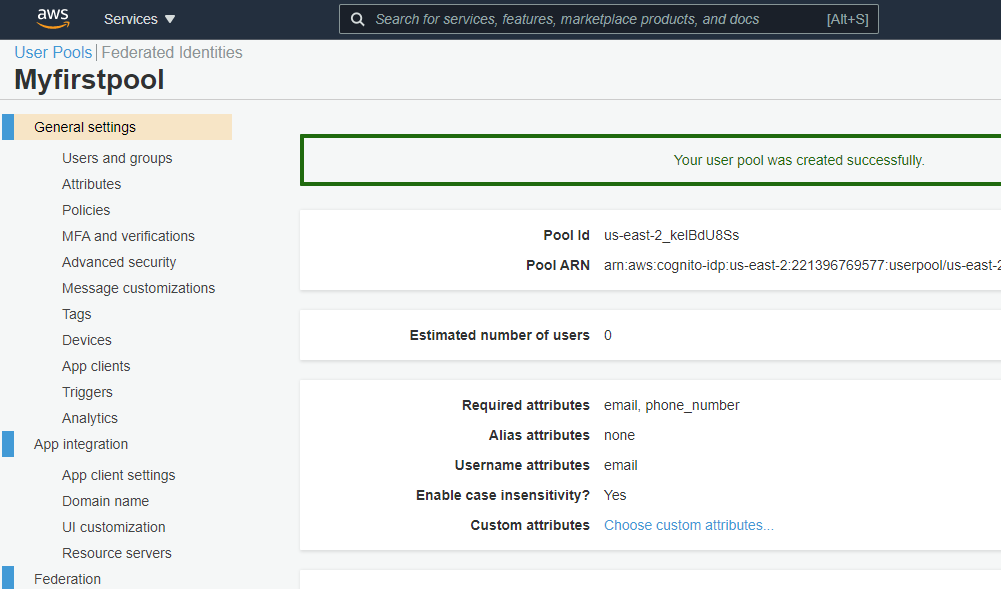 aws
Services ▼
Search for services, features, marketplace products, and docs [Alt+S]
User Pools | Federated Identities
Myfirstpool
General settings
Users and groups
Attributes
Policies
MFA and verifications
Advanced security
Message customizations
Tags
Devices
App clients
Triggers
Analytics
App integration
App client settings
Domain name
UI customization
Resource servers
Federation
Your user pool was created successfully.
Pool Id us-east-2_kelBdU8Ss
Pool ARN arn:aws:cognito-idp:us-east-2:221396769577:userpool/us-east-2
Estimated number of users 0
Required attributes email, phone_number
Alias attributes none
Username attributes email
Enable case insensitivity? Yes
Custom attributes Choose custom attributes...